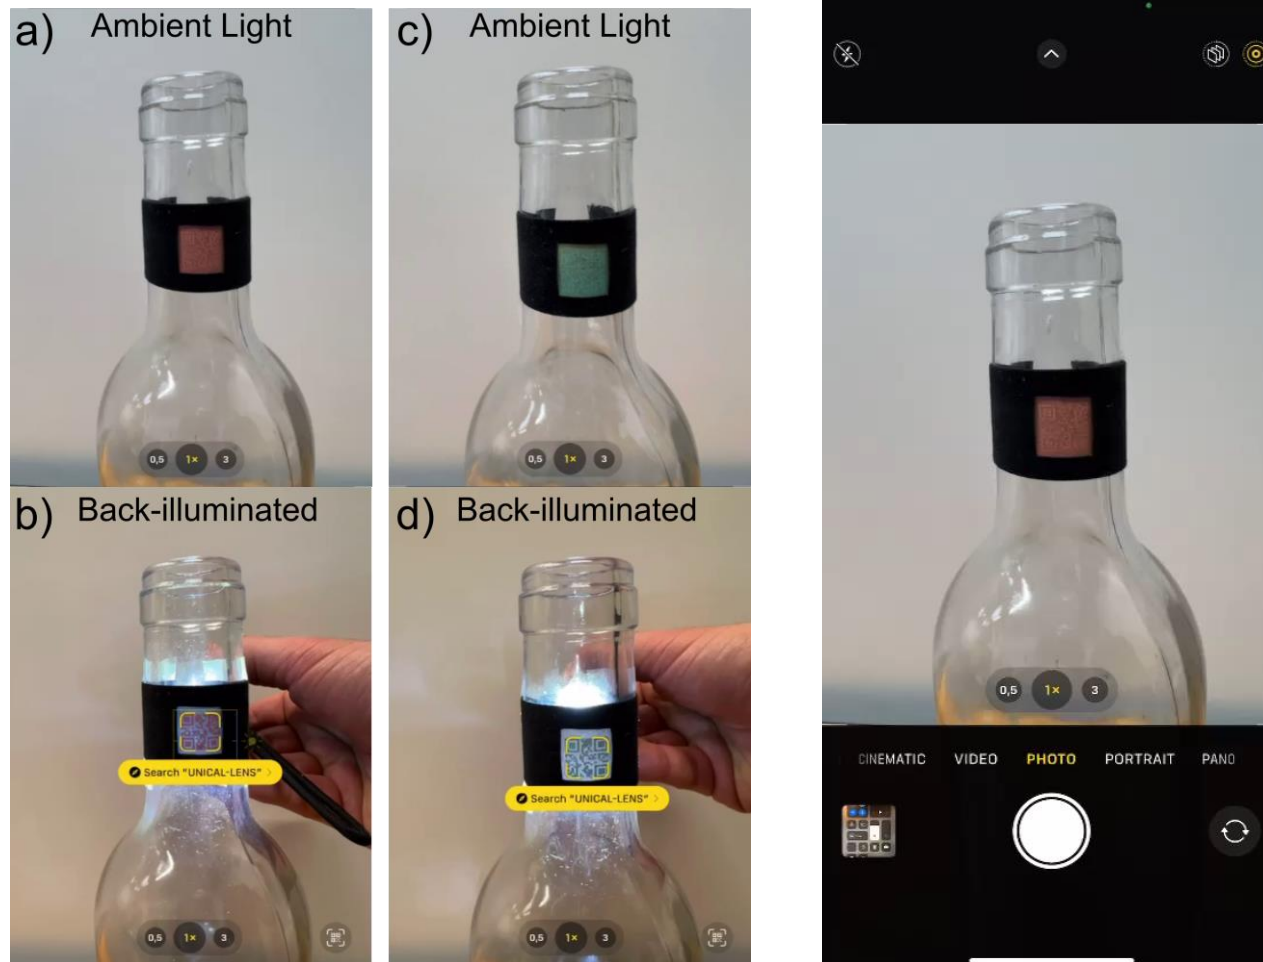 a) Ambient Light
c) Ambient Light
0,5 1× 3
0,5 1× 3
b) Back-illuminated
d) Back-illuminated
Search "UNICAL-LENS" >
Search "UNICAL-LENS" >
0,5 1× 3
0,5 1× 3
0,5 1× 3
CINEMATIC VIDEO PHOTO PORTRAIT PANO